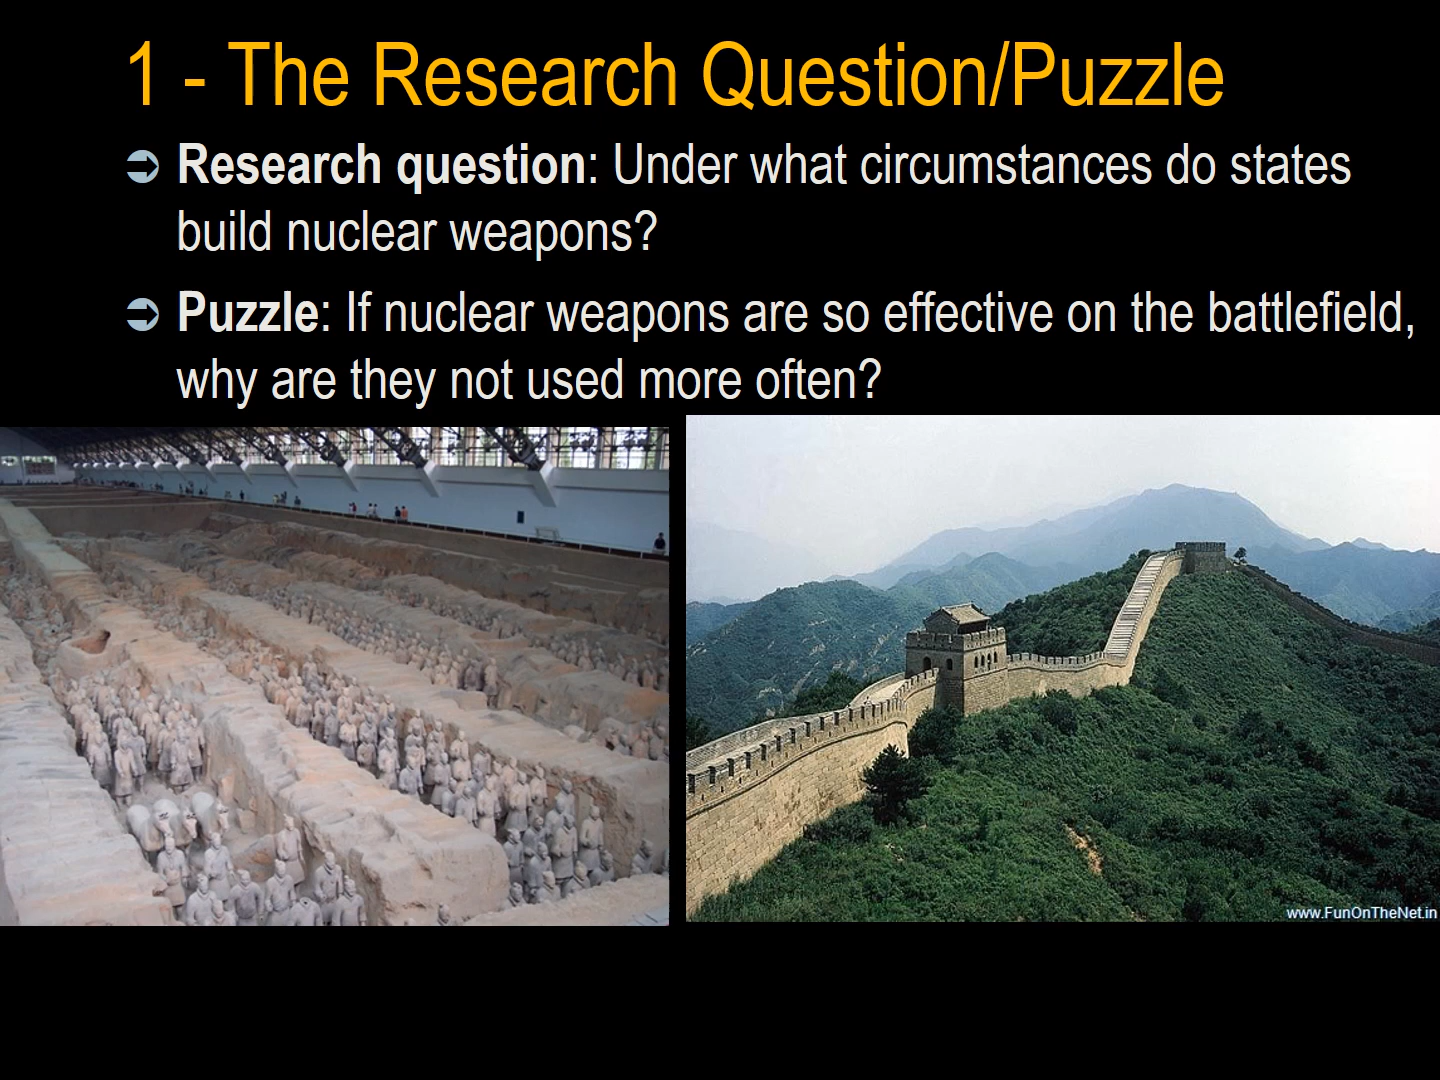 1 - The Research Question/Puzzle
Research question: Under what circumstances do states
build nuclear weapons?
Puzzle: If nuclear weapons are so effective on the battlefield,
why are they not used more often?
www.FunOnTheNet.in